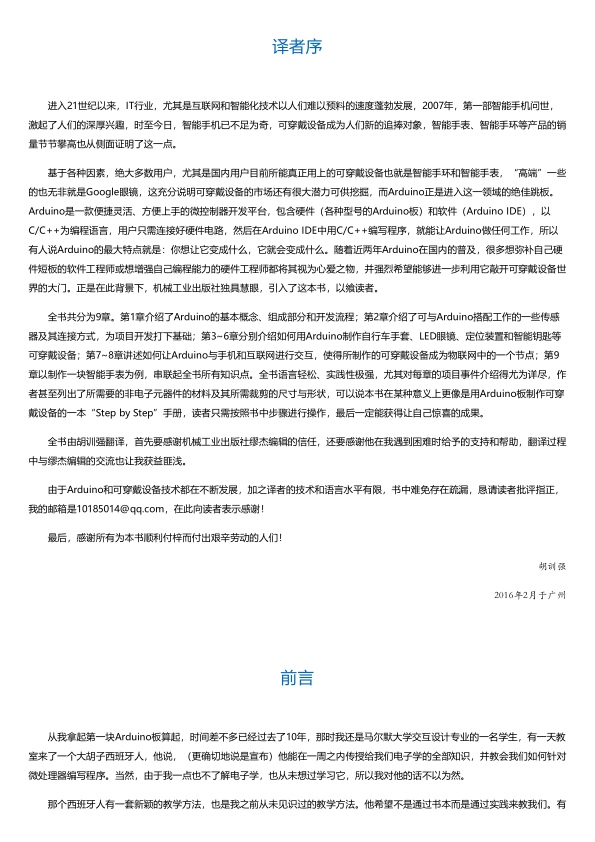 译者序
进入21世纪以来，IT行业，尤其是互联网和智能化技术以人们难以预料的速度蓬勃发展，2007年，第一部智能手机问世，
激起了人们的深厚兴趣，时至今日，智能手机已不足为奇，可穿戴设备成为人们新的追捧对象，智能手表、智能手环等产品的销
量节节攀高也从侧面证明了这一点。
基于各种因素，绝大多数用户，尤其是国内用户目前所能真正用上的可穿戴设备也就是智能手环和智能手表，“高端”一些
的也无非就是Google眼镜，这充分说明可穿戴设备的市场还有很大潜力可供挖掘，而Arduino正是进入这一领域的绝佳跳板。
Arduino是一款便捷灵活、方便上手的微控制器开发平台，包含硬件（各种型号的Arduino板）和软件（Arduino IDE），以
C/C++为编程语言，用户只需连接好硬件电路，然后在Arduino IDE中用C/C++编写程序，就能让Arduino做任何工作，所以
有人说Arduino的最大特点就是：你想让它变成什么，它就会变成什么。随着近两年Arduino在国内的普及，很多想弥补自己硬
件短板的软件工程师或想增强自己编程能力的硬件工程师都将其视为心爱之物，并强烈希望能够进一步利用它敲开可穿戴设备世
界的大门。正是在此背景下，机械工业出版社独具慧眼，引入了这本书，以飨读者。
全书共分为9章。第1章介绍了Arduino的基本概念、组成部分和开发流程；第2章介绍了可与Arduino搭配工作的一些传感
器及其连接方式，为项目开发打下基础；第3~6章分别介绍如何用Arduino制作自行车手套、LED眼镜、定位装置和智能钥匙等
可穿戴设备；第7~8章讲述如何让Arduino与手机和互联网进行交互，使得所制作的可穿戴设备成为物联网中的一个节点；第9
章以制作一块智能手表为例，串联起全书所有知识点。全书语言轻松、实践性极强，尤其对每章的项目事件介绍得尤为详尽，作
者甚至列出了所需要的非电子元器件的材料及其所需裁剪的尺寸与形状，可以说本书在某种意义上更像是用Arduino板制作可穿
戴设备的一本“Step by Step”手册，读者只需按照书中步骤进行操作，最后一定能获得让自己惊喜的成果。
全书由胡训强翻译，首先要感谢机械工业出版社缪杰编辑的信任，还要感谢他在我遇到困难时给予的支持和帮助，翻译过程
中与缪杰编辑的交流也让我获益匪浅。
由于Arduino和可穿戴设备技术都在不断发展，加之译者的技术和语言水平有限，书中难免存在疏漏，恳请读者批评指正，
我的邮箱是10185014@qq.com，在此向读者表示感谢！
最后，感谢所有为本书顺利付梓而付出艰辛劳动的人们！
胡训强
2016年2月于广州
前言
从我拿起第一块Arduino板算起，时间差不多已经过去了10年，那时我还是马尔默大学交互设计专业的一名学生，有一天教
室来了一个大胡子西班牙人，他说，（更确切地说是宣布）他能在一周之内传授给我们电子学的全部知识，并教会我们如何针对
微处理器编写程序。当然，由于我一点也不了解电子学，也从未想过学习它，所以我对他的话不以为然。
那个西班牙人有一套新颖的教学方法，也是我之前从未见识过的教学方法。他希望不是通过书本而是通过实践来教我们。有